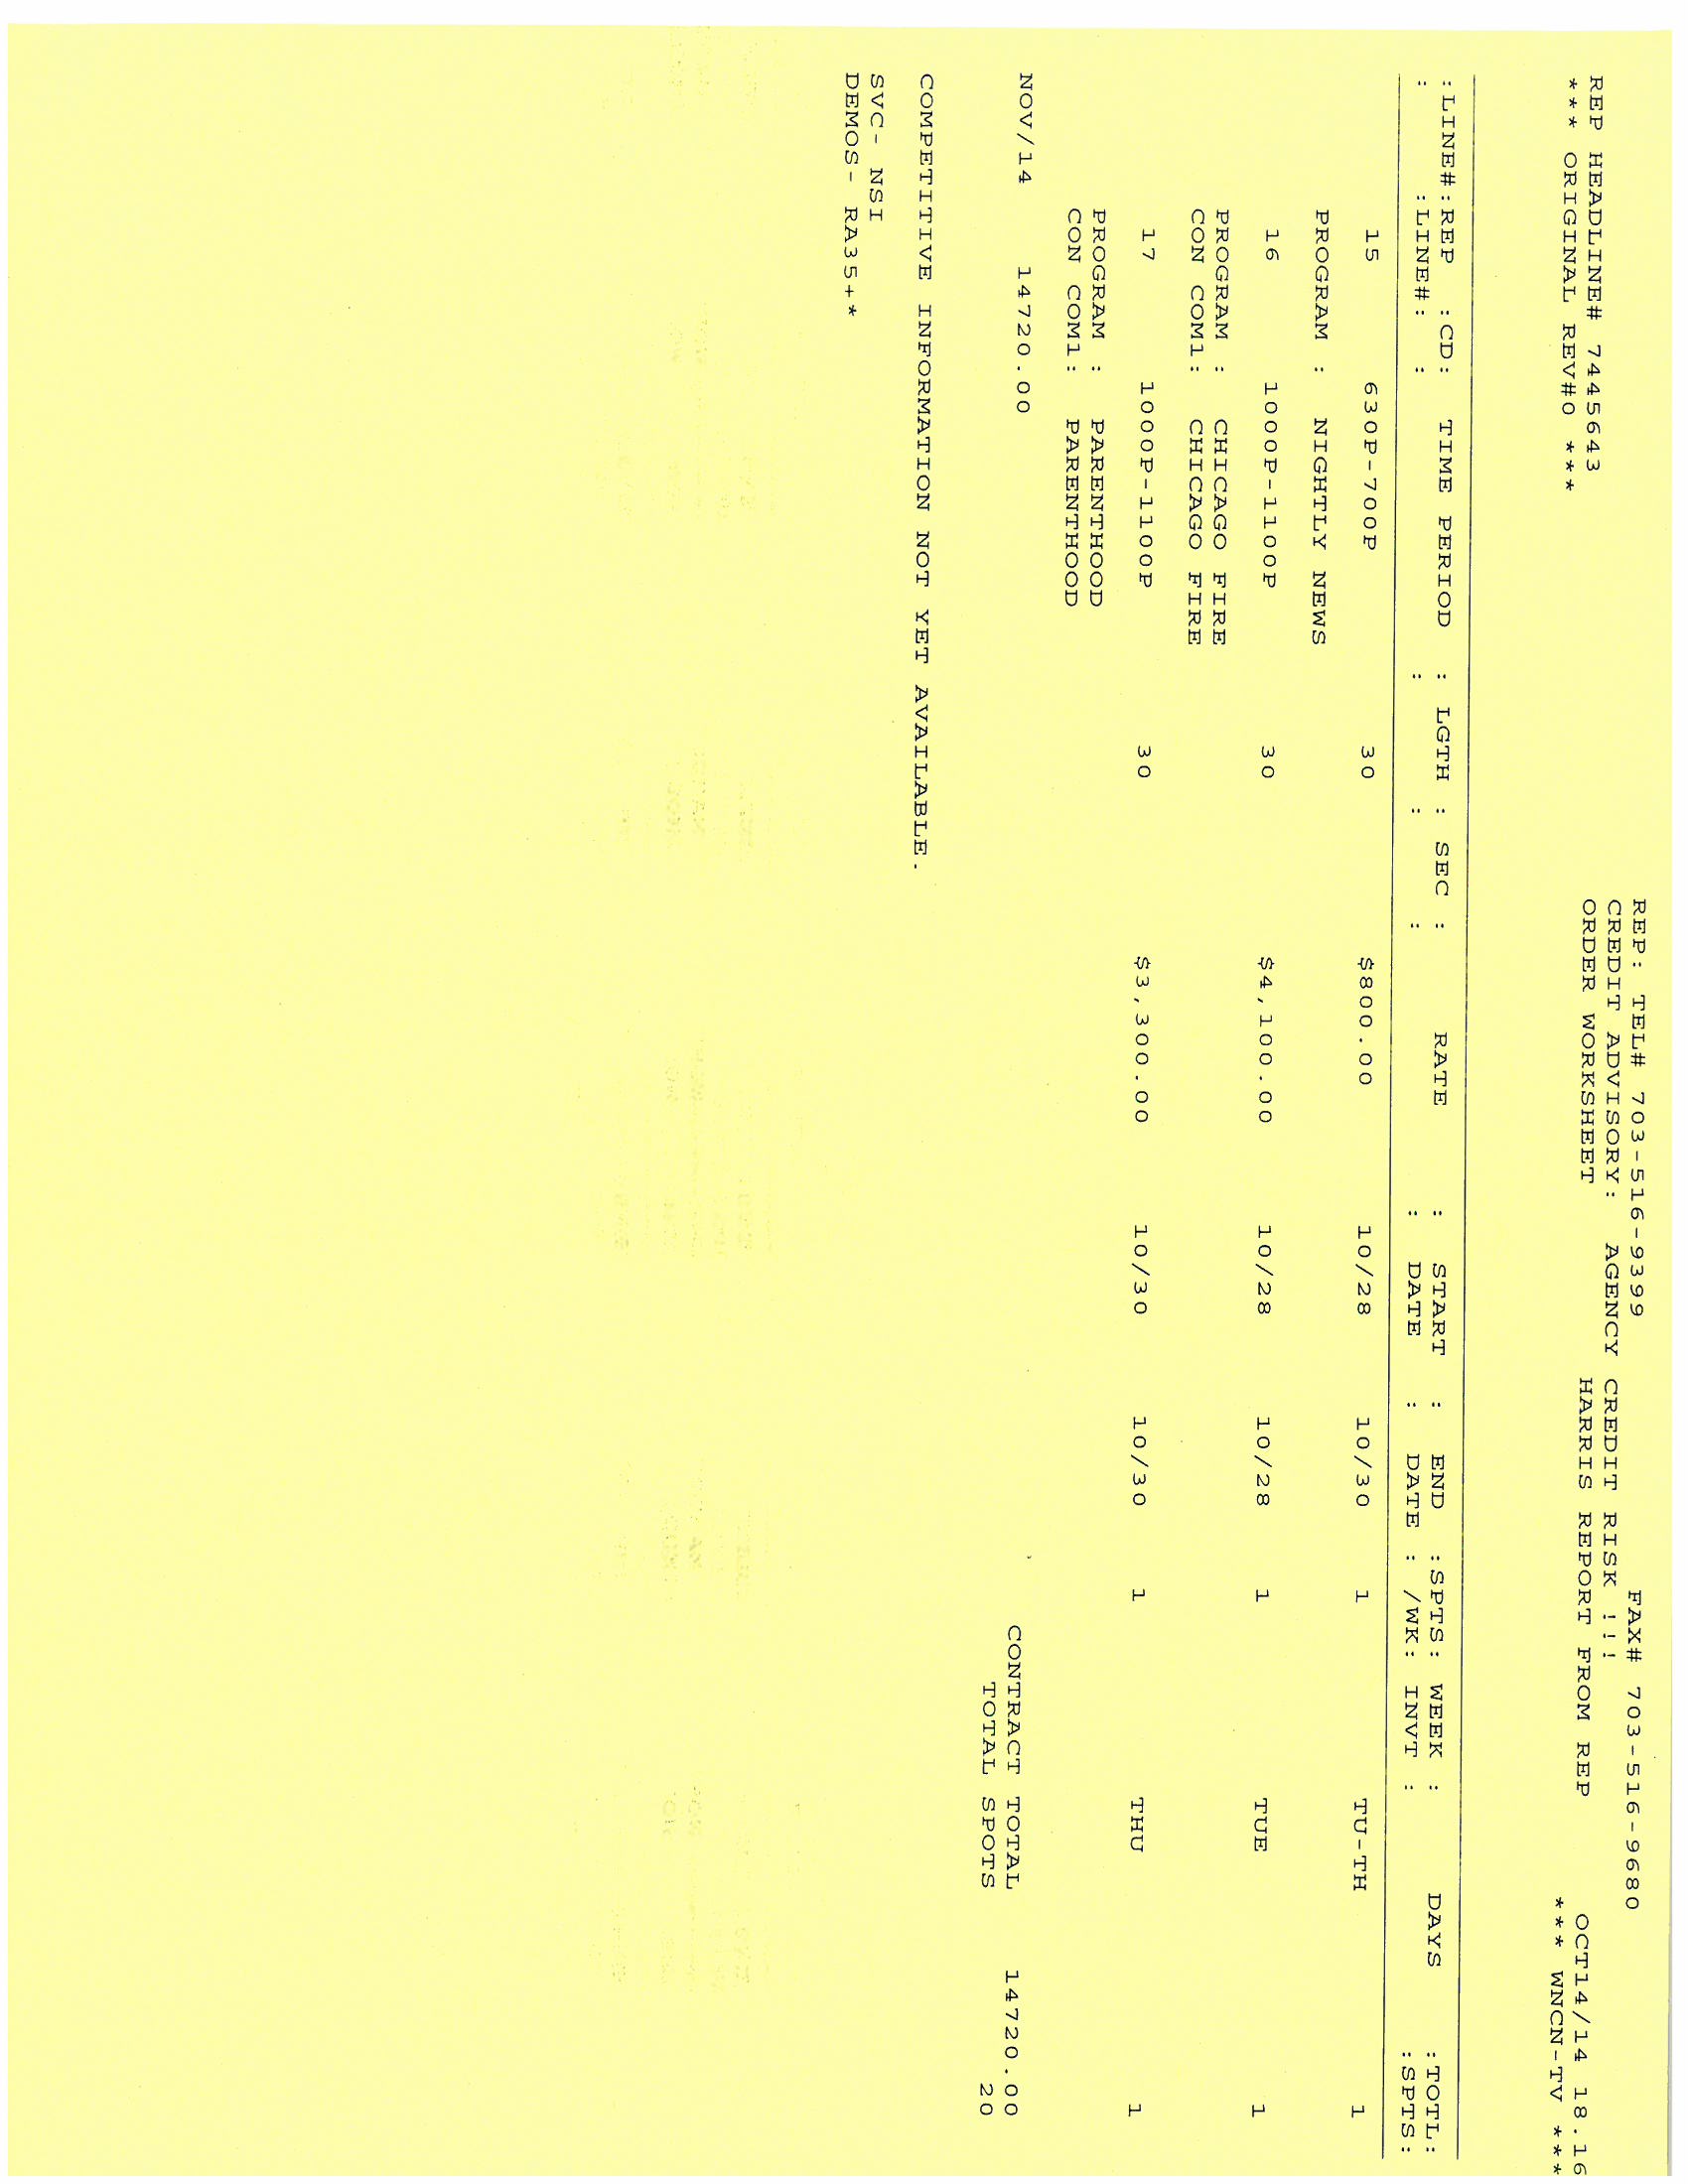 REP: TEL# 703-516-9399 FAX# 703-516-9680
CREDIT ADVISORY: AGENCY CREDIT RISK !!!
REP HEADLINE# 7445643 ORDER WORKSHEET HARRIS REPORT FROM REP OCT14/14 18.16
*** ORIGINAL REV#0 *** *** WNCN-TV ***
:LINE#:REP :CD: TIME PERIOD : LGTH : SEC : RATE : START : END :SPTS: WEEK : DAYS :TOTL:
: :LINE#: : : : : DATE : DATE : /WK: INVT : :SPTS:
15 630P-700P 30 $800.00 10/28 10/30 1 TU-TH 1
PROGRAM : NIGHTLY NEWS
16 1000P-1100P 30 $4,100.00 10/28 10/28 1 TUE 1
PROGRAM : CHICAGO FIRE
CON COM1: CHICAGO FIRE
17 1000P-1100P 30 $3,300.00 10/30 10/30 1 THU 1
PROGRAM : PARENTHOOD
CON COM1: PARENTHOOD
NOV/14 14720.00 CONTRACT TOTAL 14720.00
TOTAL SPOTS 20
COMPETITIVE INFORMATION NOT YET AVAILABLE.
SVC- NSI
DEMOS- RA35+*